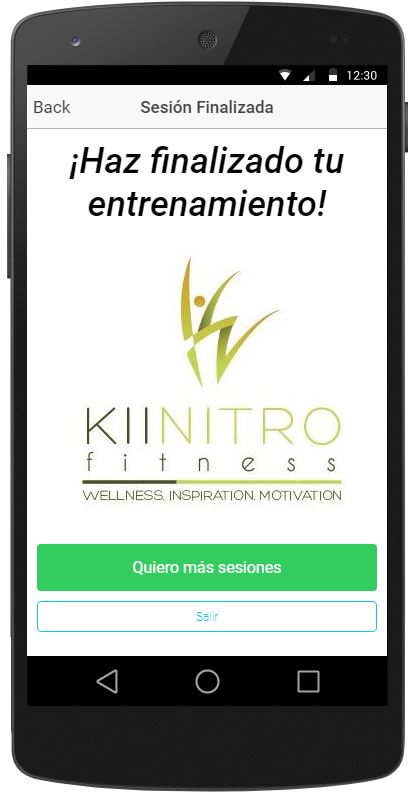 12:30
Back
Sesión Finalizada
¡Haz finalizado tu
entrenamiento!
KIINITRO
fitness
WELLNESS. INSPIRATION. MOTIVATION
Quiero más sesiones
Salir